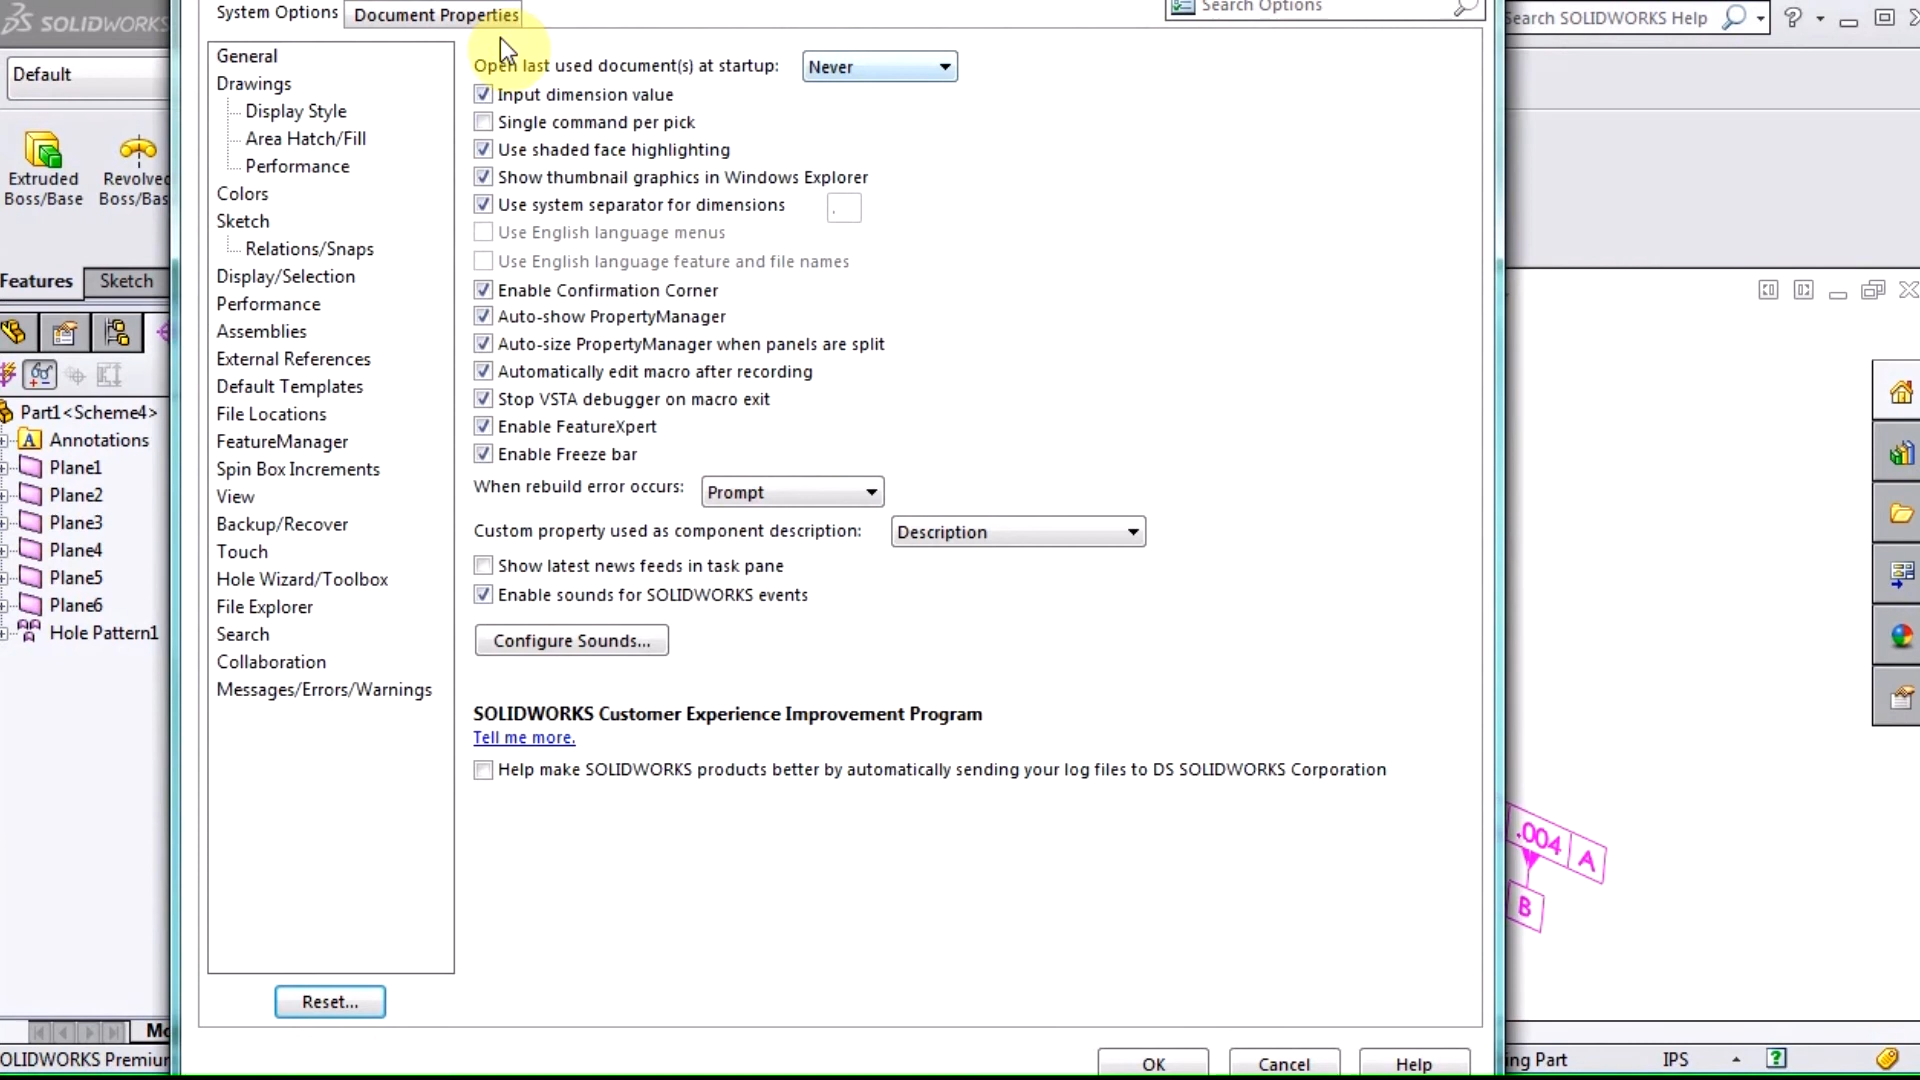 SOLIDWORKS
System Options
Document Properties
Search Options
Search SOLIDWORKS Help
Default
Extruded
Boss/Base
Revolved
Boss/Bas
Features
Sketch
Part1<Scheme4>
Annotations
Plane1
Plane2
Plane3
Plane4
Plane5
Plane6
Hole Pattern1
General
Drawings
Display Style
Area Hatch/Fill
Performance
Colors
Sketch
Relations/Snaps
Display/Selection
Performance
Assemblies
External References
Default Templates
File Locations
FeatureManager
Spin Box Increments
View
Backup/Recover
Touch
Hole Wizard/Toolbox
File Explorer
Search
Collaboration
Messages/Errors/Warnings
Reset...
Open last used document(s) at startup: Never
Input dimension value
Single command per pick
Use shaded face highlighting
Show thumbnail graphics in Windows Explorer
Use system separator for dimensions .
Use English language menus
Use English language feature and file names
Enable Confirmation Corner
Auto-show PropertyManager
Auto-size PropertyManager when panels are split
Automatically edit macro after recording
Stop VSTA debugger on macro exit
Enable FeatureXpert
Enable Freeze bar
When rebuild error occurs: Prompt
Custom property used as component description: Description
Show latest news feeds in task pane
Enable sounds for SOLIDWORKS events
Configure Sounds...
SOLIDWORKS Customer Experience Improvement Program
Tell me more.
Help make SOLIDWORKS products better by automatically sending your log files to DS SOLIDWORKS Corporation
.004 A
B
Mo
OK
Cancel
Help
OLIDWORKS Premiur
ing Part
IPS